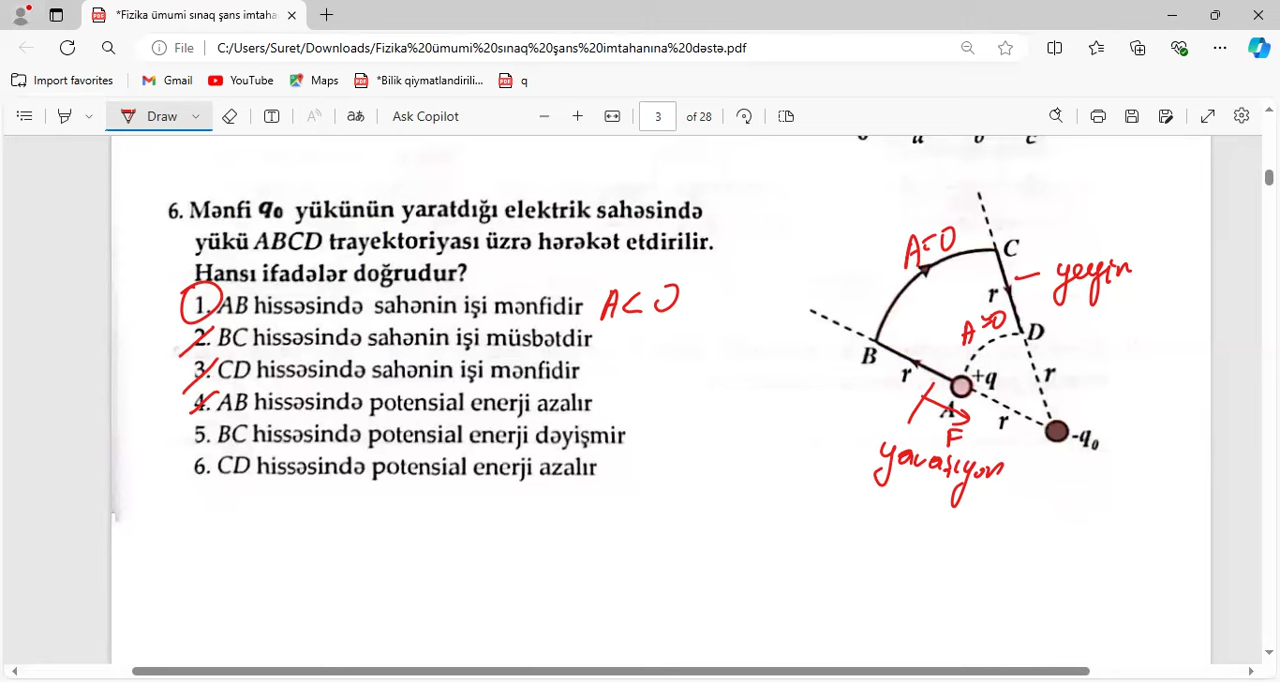 *Fizika ümumi sınaq şans imtaha
File C:/Users/Suret/Downloads/Fizika%20ümumi%20sınaq%20şans%20imtahanına%20dəstə.pdf
Import favorites Gmail YouTube Maps *Bilik qiymatlandirili... q
Draw Ask Copilot 3 of 28
6. Mənfi q₀ yükünün yaratdığı elektrik sahəsində
yükü ABCD trayektoriyası üzrə hərəkət etdirilir.
Hansı ifadələr doğrudur?
1. AB hissəsində sahənin işi mənfidir A < 0
2. BC hissəsində sahənin işi müsbətdir
3. CD hissəsində sahənin işi mənfidir
4. AB hissəsində potensial enerji azalır
5. BC hissəsində potensial enerji dəyişmir
6. CD hissəsində potensial enerji azalır
A<0
C
yeyin
r
A>0
D
B
r
+q
r
A
r
F
-q₀